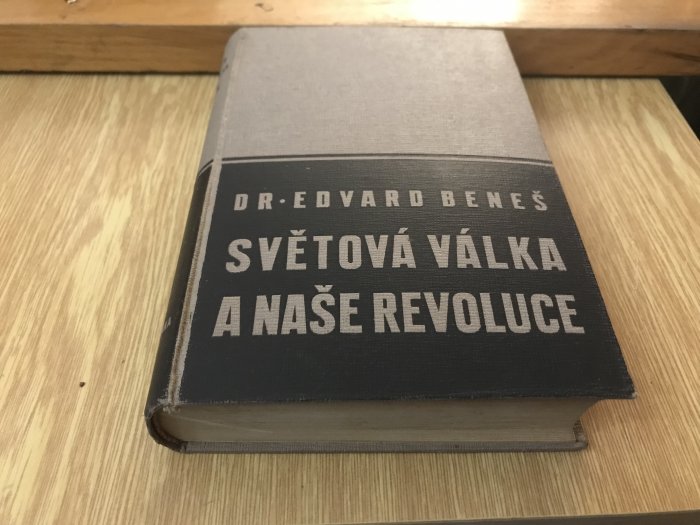 DR · EDVARD BENEŠ
SVĚTOVÁ VÁLKA
A NAŠE REVOLUCE